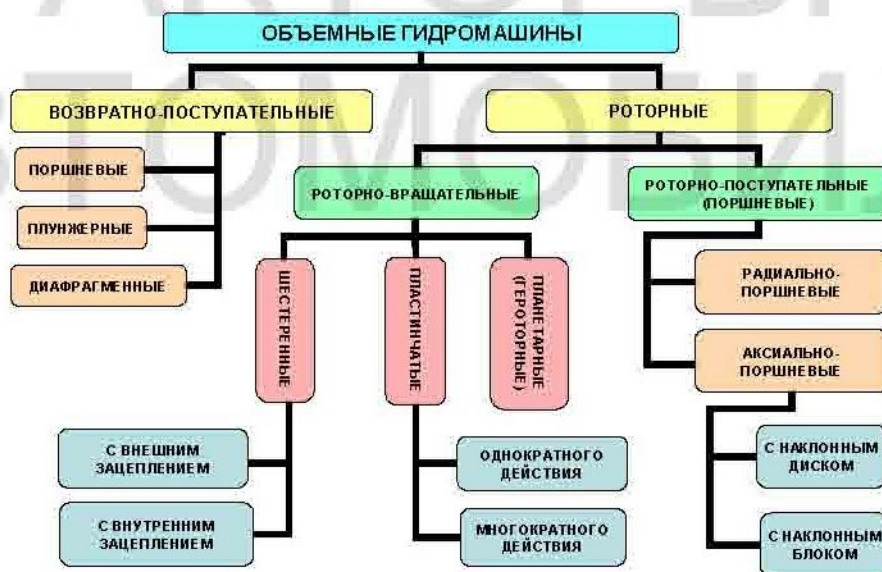 ОБЪЕМНЫЕ ГИДРОМАШИНЫ
ВОЗВРАТНО-ПОСТУПАТЕЛЬНЫЕ
РОТОРНЫЕ
ПОРШНЕВЫЕ
ПЛУНЖЕРНЫЕ
ДИАФРАГМЕННЫЕ
РОТОРНО-ВРАЩАТЕЛЬНЫЕ
РОТОРНО-ПОСТУПАТЕЛЬНЫЕ
(ПОРШНЕВЫЕ)
ШЕСТЕРЕННЫЕ
ПЛАСТИНЧАТЫЕ
ПЛАНЕТАРНЫЕ
(ГЕРОТОРНЫЕ)
РАДИАЛЬНО-
ПОРШНЕВЫЕ
АКСИАЛЬНО-
ПОРШНЕВЫЕ
С ВНЕШНИМ
ЗАЦЕПЛЕНИЕМ
С ВНУТРЕННИМ
ЗАЦЕПЛЕНИЕМ
ОДНОКРАТНОГО
ДЕЙСТВИЯ
МНОГОКРАТНОГО
ДЕЙСТВИЯ
С НАКЛОННЫМ
ДИСКОМ
С НАКЛОННЫМ
БЛОКОМ